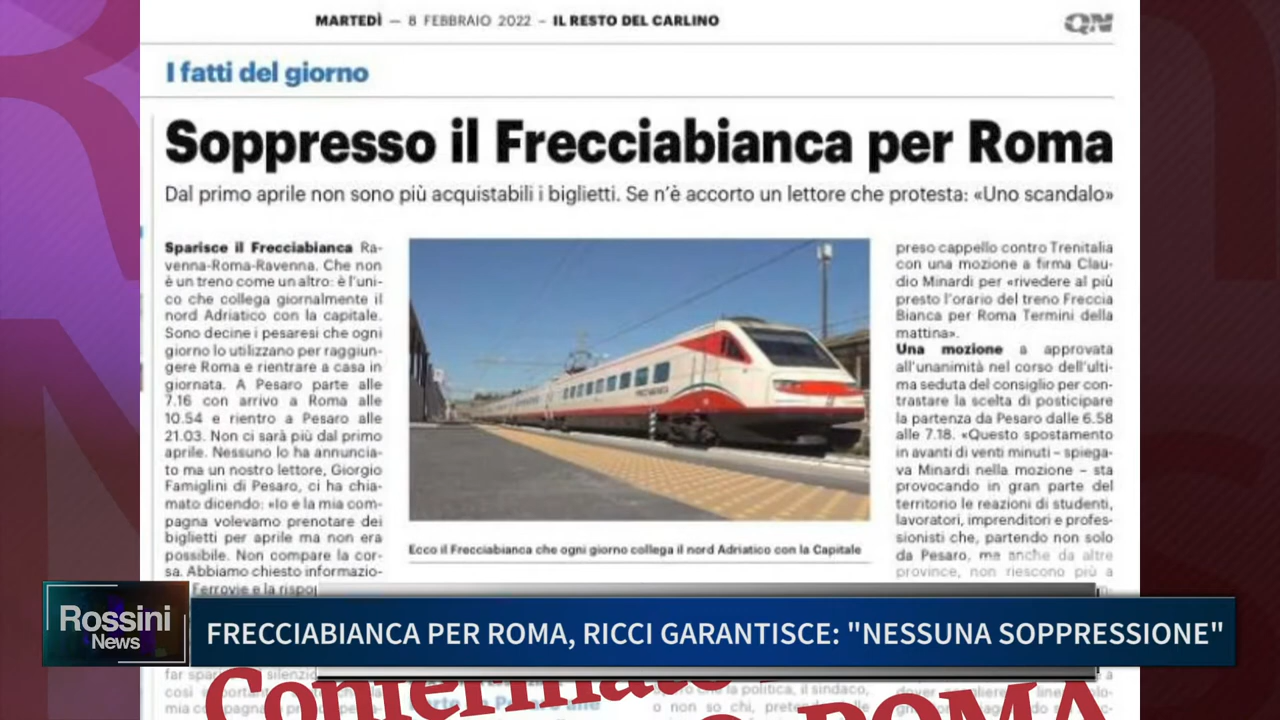 MARTEDÌ — 8 FEBBRAIO 2022 – IL RESTO DEL CARLINO
QN
I fatti del giorno
Soppresso il Frecciabianca per Roma
Dal primo aprile non sono più acquistabili i biglietti. Se n'è accorto un lettore che protesta: «Uno scandalo»
Sparisce il Frecciabianca Ra-
venna-Roma-Ravenna. Che non
è un treno come un altro: è l'uni-
co che collega giornalmente il
nord Adriatico con la capitale.
Sono decine i pesaresi che ogni
giorno lo utilizzano per raggiun-
gere Roma e rientrare a casa in
giornata. A Pesaro parte alle
7.16 con arrivo a Roma alle
10.54 e rientro a Pesaro alle
21.03. Non ci sarà più dal primo
aprile. Nessuno lo ha annuncia-
to ma un nostro lettore, Giorgio
Famiglini di Pesaro, ci ha chia-
mato dicendo: «Io e la mia com-
pagna volevamo prenotare dei
biglietti per aprile ma non era
possibile. Non compare la cor-
sa. Abbiamo chiesto informazio-
Ferrovie e la rispo
Ecco il Frecciabianca che ogni giorno collega il nord Adriatico con la Capitale
preso cappello contro Trenitalia
con una mozione a firma Clau-
dio Minardi per «rivedere al più
presto l'orario del treno Freccia
Bianca per Roma Termini della
mattina».
Una mozione a approvata
all'unanimità nel corso dell'ulti-
ma seduta del consiglio per con-
trastare la scelta di posticipare
la partenza da Pesaro dalle 6.58
alle 7.18. «Questo spostamento
in avanti di venti minuti – spiega-
va Minardi nella mozione – sta
provocando in gran parte del
territorio le reazioni di studenti,
lavoratori, imprenditori e profes-
sionisti che, partendo non solo
da Pesaro, ma anche da altre
province, non riescono più a
Rossini
News
FRECCIABIANCA PER ROMA, RICCI GARANTISCE: "NESSUNA SOPPRESSIONE"
la politica, il sindaco,
ROMA